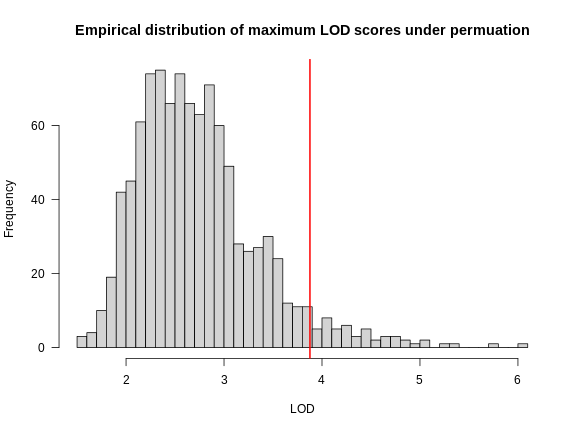 Empirical distribution of maximum LOD scores under permuation
Frequency
60
40
20
0
2 3 4 5 6
LOD